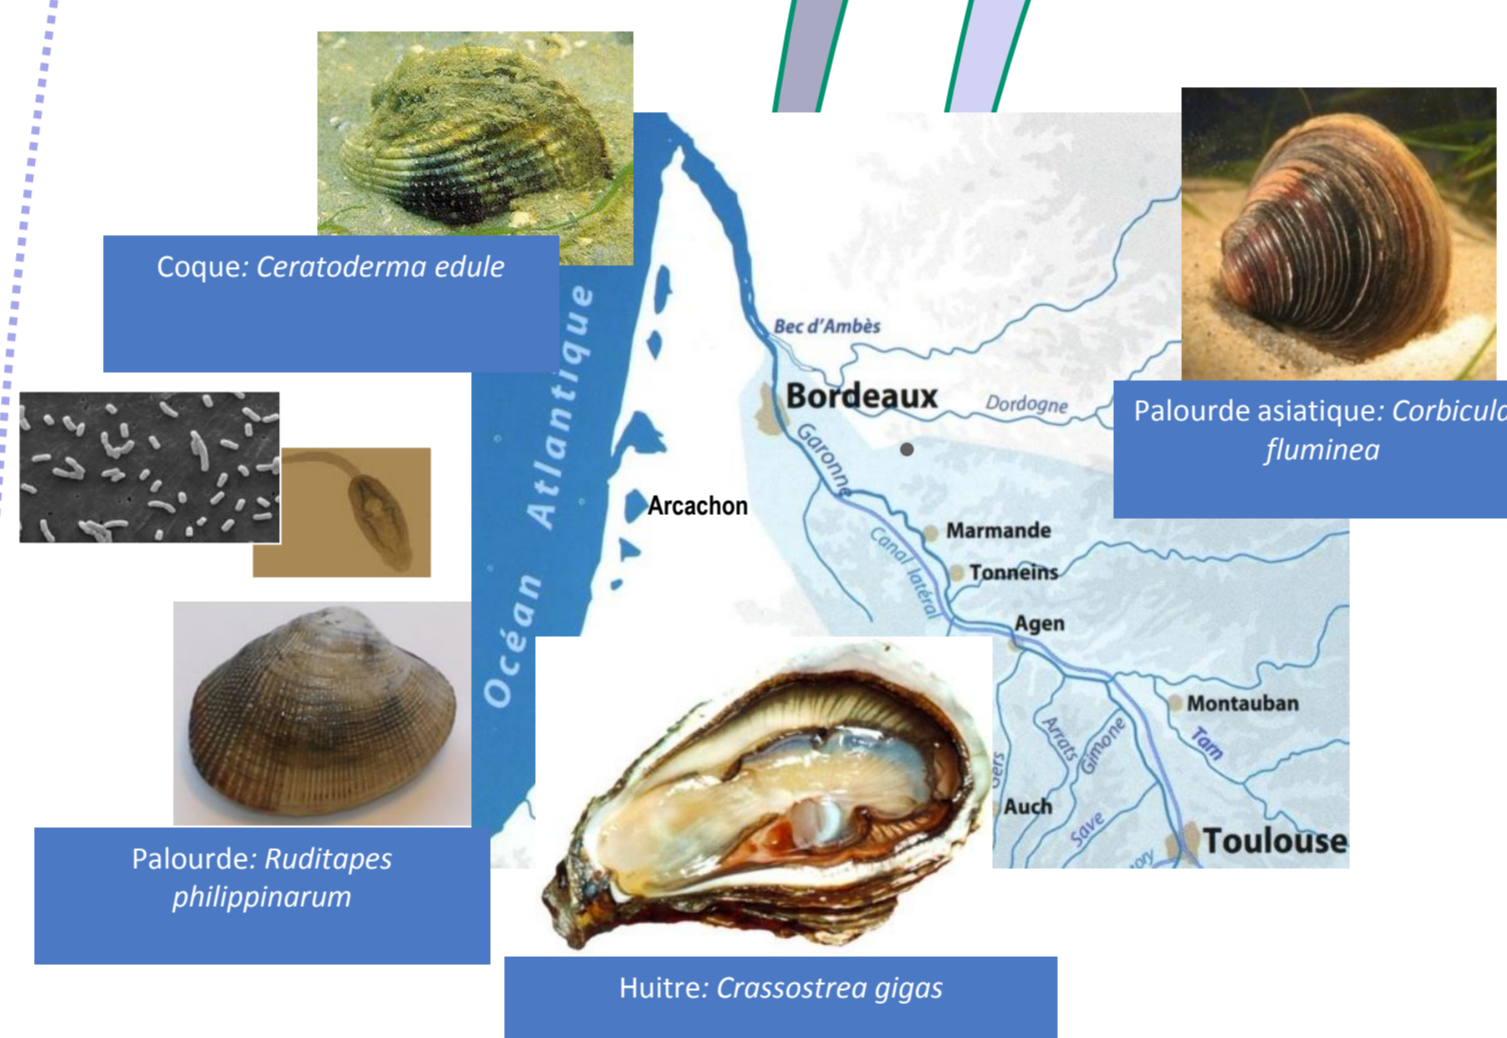 Coque: Ceratoderma edule
Océan Atlantique
Bec d'Ambès
Bordeaux
Dordogne
Palourde asiatique: Corbicula
fluminea
Garonne
Arcachon
Canal latéral
Marmande
Tonneins
Agen
Montauban
Tarn
Arrats
Gimone
Auch
Save
Toulouse
Palourde: Ruditapes
philippinarum
Huitre: Crassostrea gigas